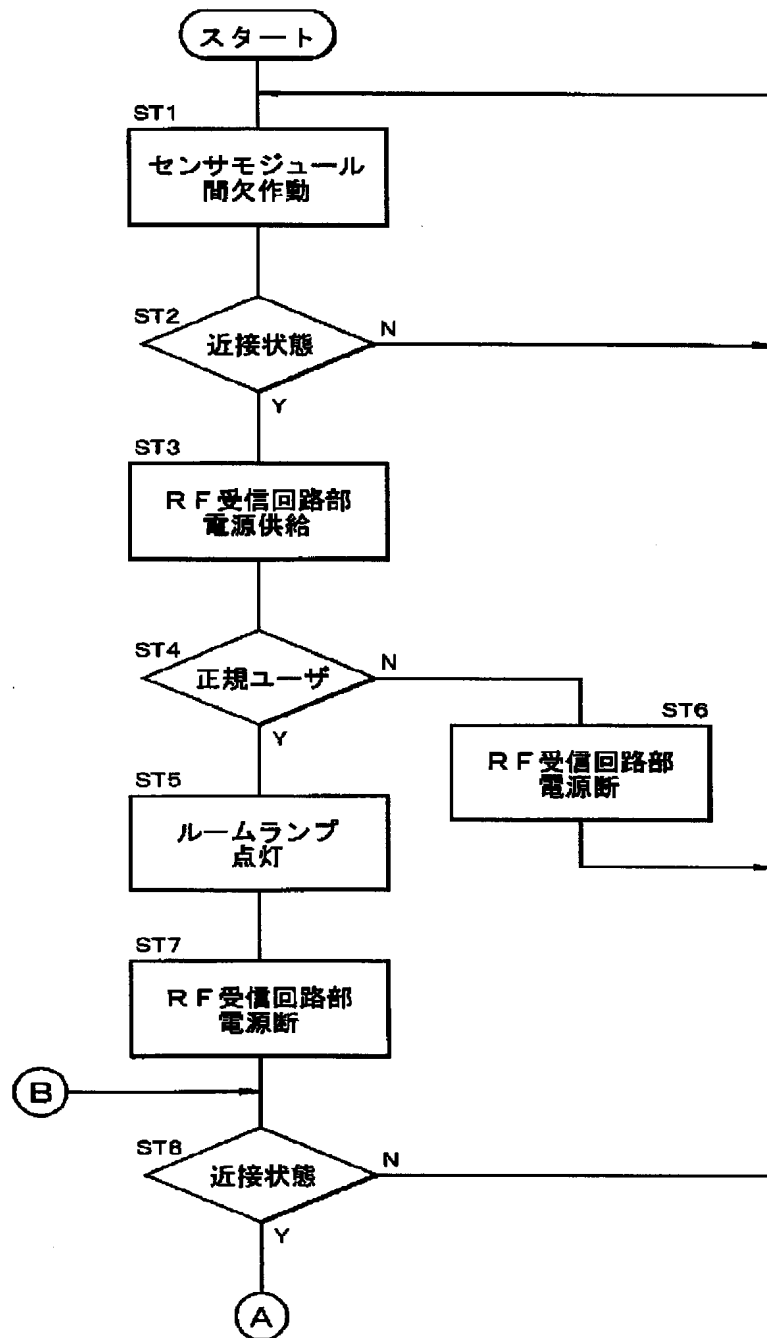 スタート
ST1
センサモジュール
間欠作動
ST2
近接状態
N
Y
ST3
RF受信回路部
電源供給
ST4
正規ユーザ
N
Y
ST6
RF受信回路部
電源断
ST5
ルームランプ
点灯
ST7
RF受信回路部
電源断
B
ST8
近接状態
N
Y
A